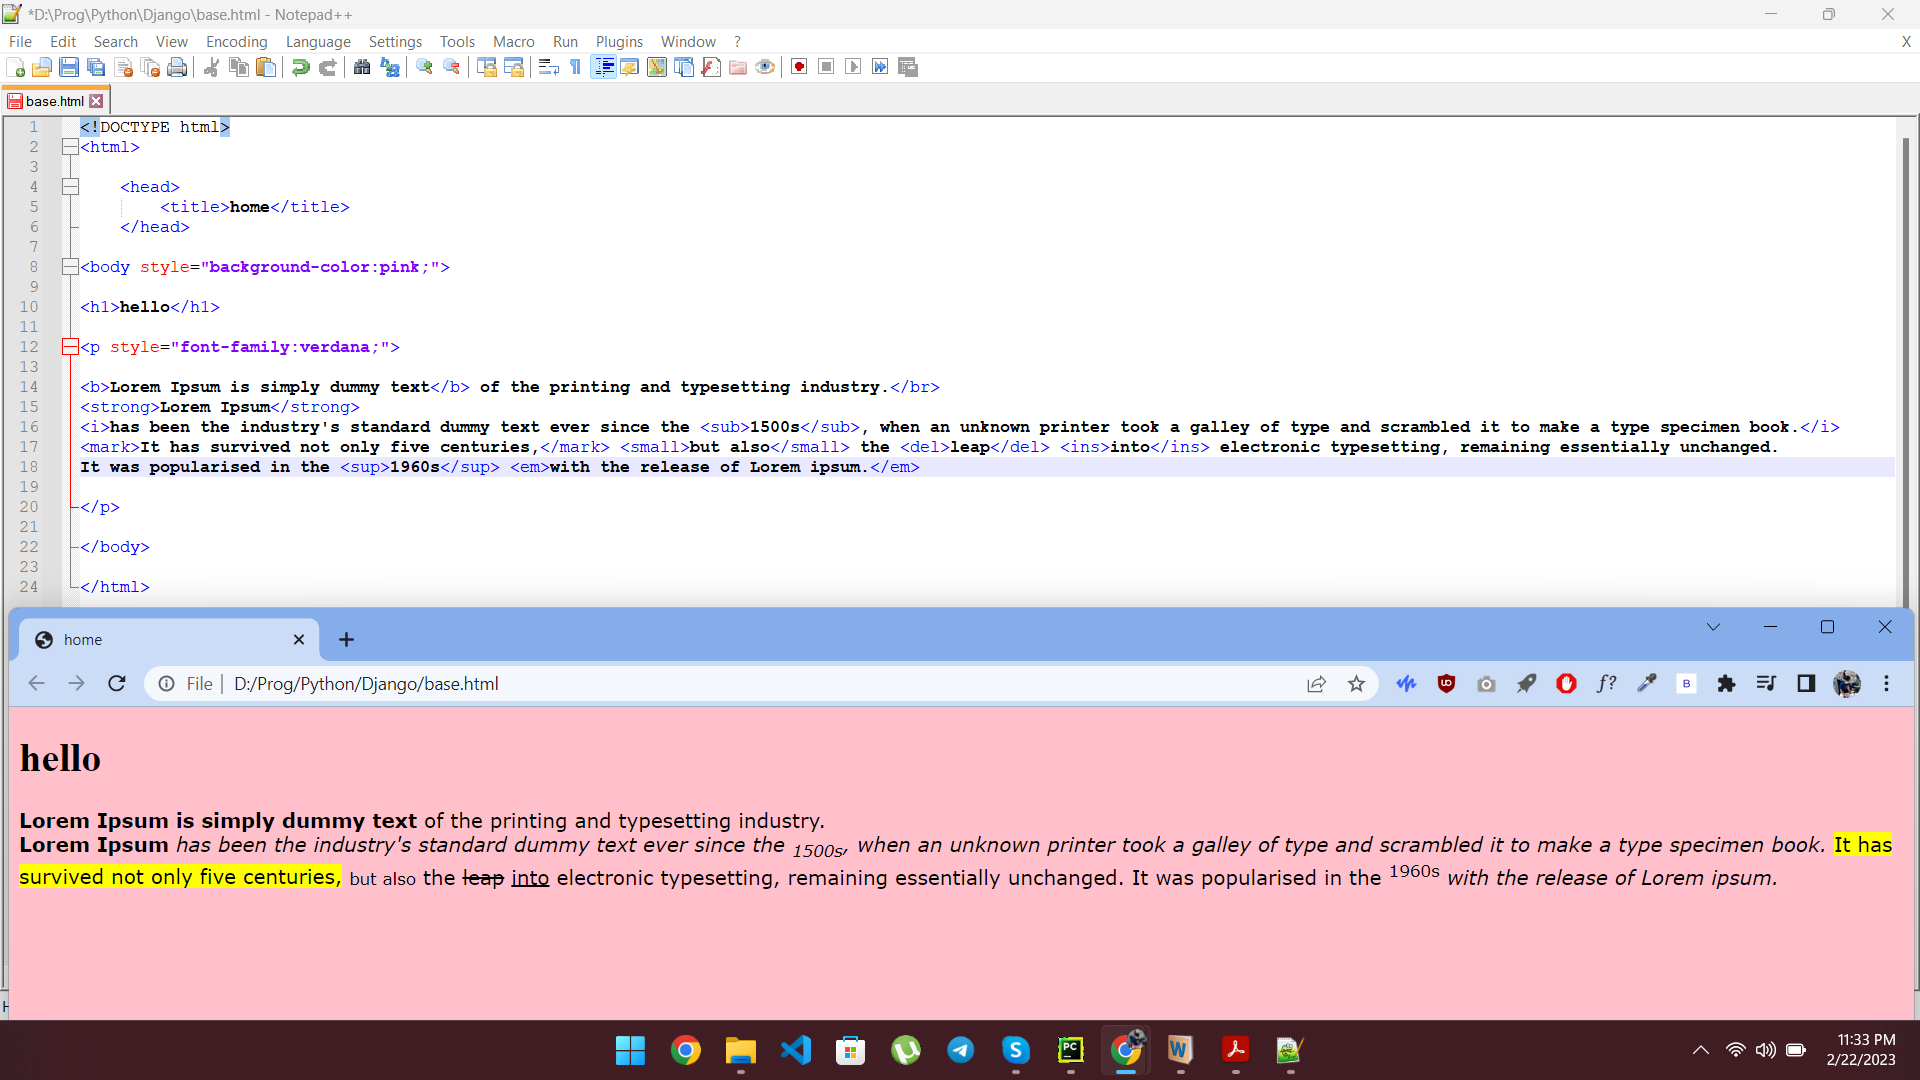 *D:\Prog\Python\Django\base.html - Notepad++
File Edit Search View Encoding Language Settings Tools Macro Run Plugins Window ? X
base.html
1 <!DOCTYPE html>
2 <html>
3
4 <head>
5 <title>home</title>
6 </head>
7
8 <body style="background-color:pink;">
9
10 <h1>hello</h1>
11
12 <p style="font-family:verdana;">
13
14 <b>Lorem Ipsum is simply dummy text</b> of the printing and typesetting industry.</br>
15 <strong>Lorem Ipsum</strong>
16 <i>has been the industry's standard dummy text ever since the <sub>1500s</sub>, when an unknown printer took a galley of type and scrambled it to make a type specimen book.</i>
17 <mark>It has survived not only five centuries,</mark> <small>but also</small> the <del>leap</del> <ins>into</ins> electronic typesetting, remaining essentially unchanged.
18 It was popularised in the <sup>1960s</sup> <em>with the release of Lorem ipsum.</em>
19
20 </p>
21
22 </body>
23
24 </html>
home
File | D:/Prog/Python/Django/base.html
hello
Lorem Ipsum is simply dummy text of the printing and typesetting industry.
Lorem Ipsum has been the industry's standard dummy text ever since the 1500s, when an unknown printer took a galley of type and scrambled it to make a type specimen book. It has
survived not only five centuries, but also the leap into electronic typesetting, remaining essentially unchanged. It was popularised in the 1960s with the release of Lorem ipsum.
11:33 PM
2/22/2023